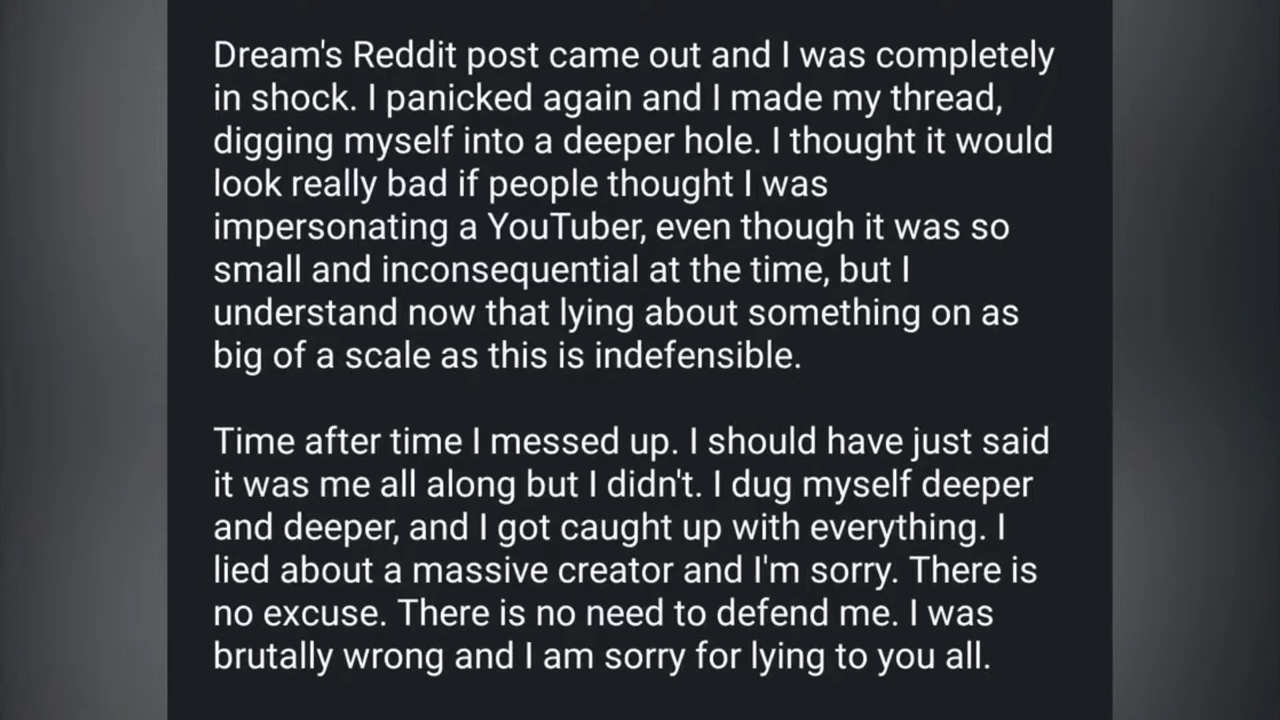 Dream's Reddit post came out and I was completely
in shock. I panicked again and I made my thread,
digging myself into a deeper hole. I thought it would
look really bad if people thought I was
impersonating a YouTuber, even though it was so
small and inconsequential at the time, but I
understand now that lying about something on as
big of a scale as this is indefensible.
Time after time I messed up. I should have just said
it was me all along but I didn't. I dug myself deeper
and deeper, and I got caught up with everything. I
lied about a massive creator and I'm sorry. There is
no excuse. There is no need to defend me. I was
brutally wrong and I am sorry for lying to you all.